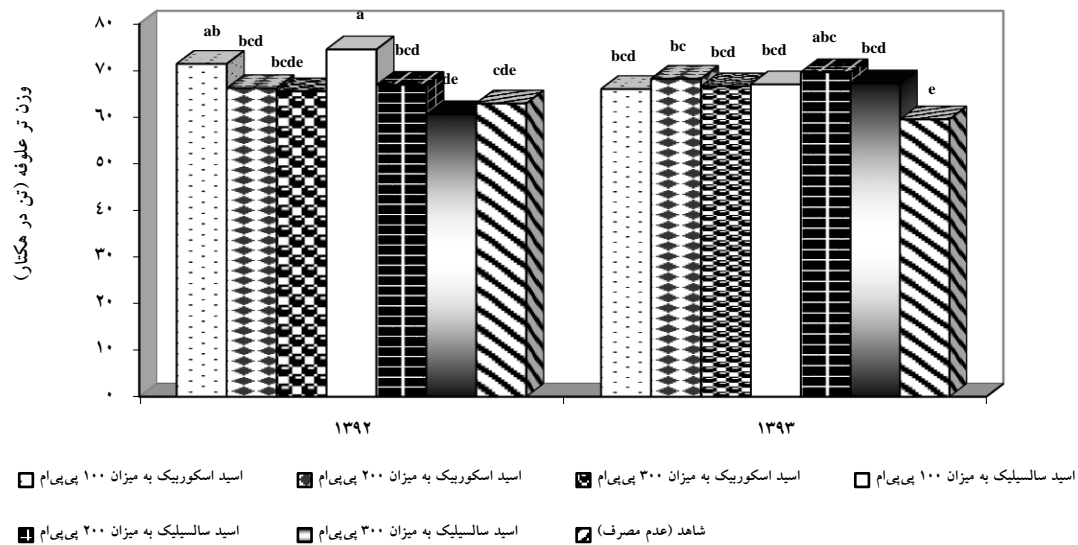 وزن تر علوفه (تن در هکتار)
۸۰
۷۰
۶۰
۵۰
۴۰
۳۰
۲۰
۱۰
۰
ab
bcd
bcde
a
bcd
de
cde
bcd
bc
bcd
bcd
abc
bcd
e
۱۳۹۲
۱۳۹۳
اسید اسکوربیک به میزان ۱۰۰ پی‌پی‌ام
اسید اسکوربیک به میزان ۲۰۰ پی‌پی‌ام
اسید اسکوربیک به میزان ۳۰۰ پی‌پی‌ام
اسید سالسیلیک به میزان ۱۰۰ پی‌پی‌ام
اسید سالسیلیک به میزان ۲۰۰ پی‌پی‌ام
اسید سالسیلیک به میزان ۳۰۰ پی‌پی‌ام
شاهد (عدم مصرف)